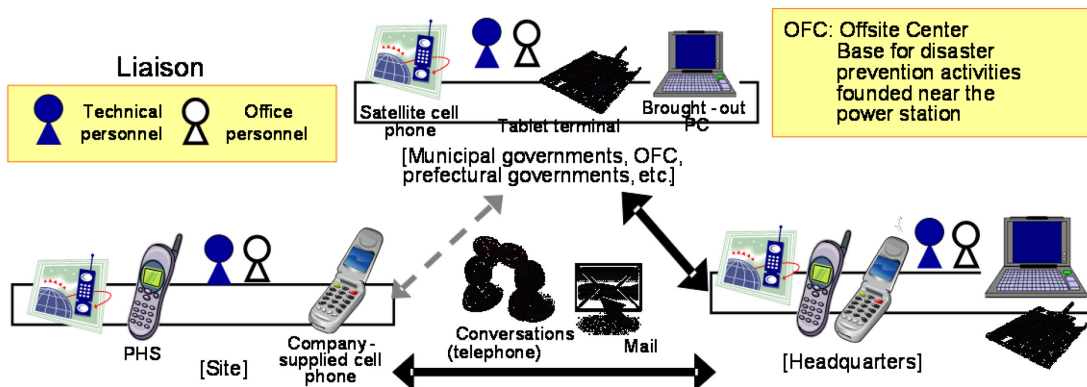 Liaison
Technical
personnel
Office
personnel
Satellite cell
phone
Tablet terminal
Brought-out
PC
[Municipal governments, OFC,
prefectural governments, etc.]
OFC: Offsite Center
Base for disaster
prevention activities
founded near the
power station
PHS
[Site]
Company-
supplied cell
phone
Conversations
(telephone)
Mail
[Headquarters]